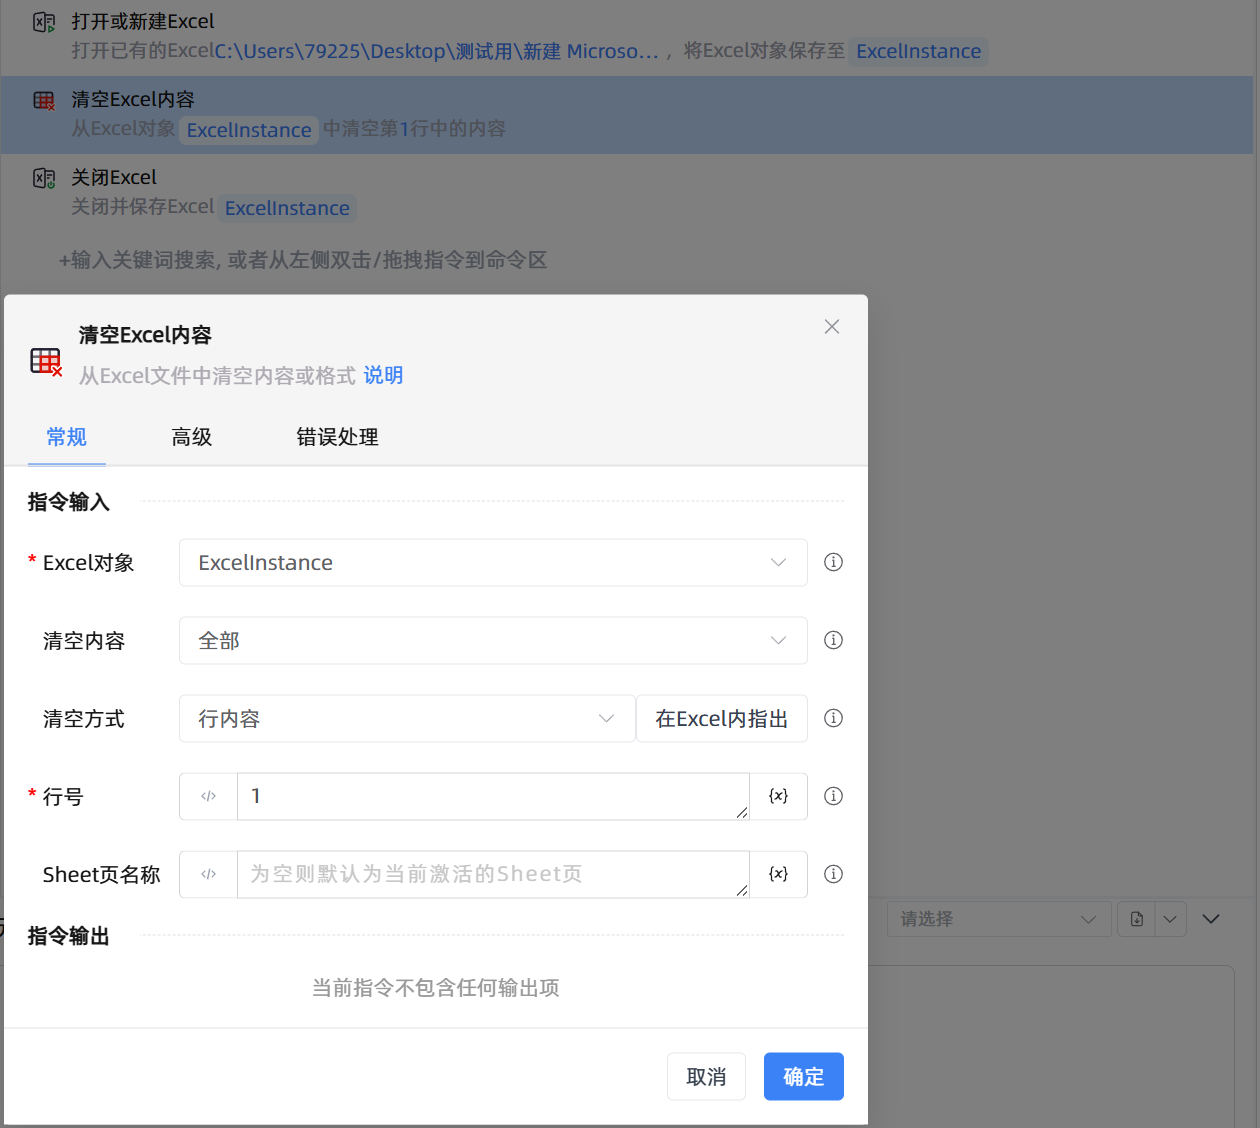 打开或新建Excel
打开已有的ExcelC:\Users\79225\Desktop\测试用\新建 Microso... ，将Excel对象保存至 ExcelInstance
清空Excel内容
从Excel对象 ExcelInstance 中清空第1行中的内容
关闭Excel
关闭并保存Excel ExcelInstance
+输入关键词搜索, 或者从左侧双击/拖拽指令到命令区
清空Excel内容
从Excel文件中清空内容或格式 说明
常规 高级 错误处理
指令输入
* Excel对象 ExcelInstance
清空内容 全部
清空方式 行内容 在Excel内指出
* 行号 </> 1 {x}
Sheet页名称 </> 为空则默认为当前激活的Sheet页 {x}
请选择
指令输出
当前指令不包含任何输出项
取消 确定